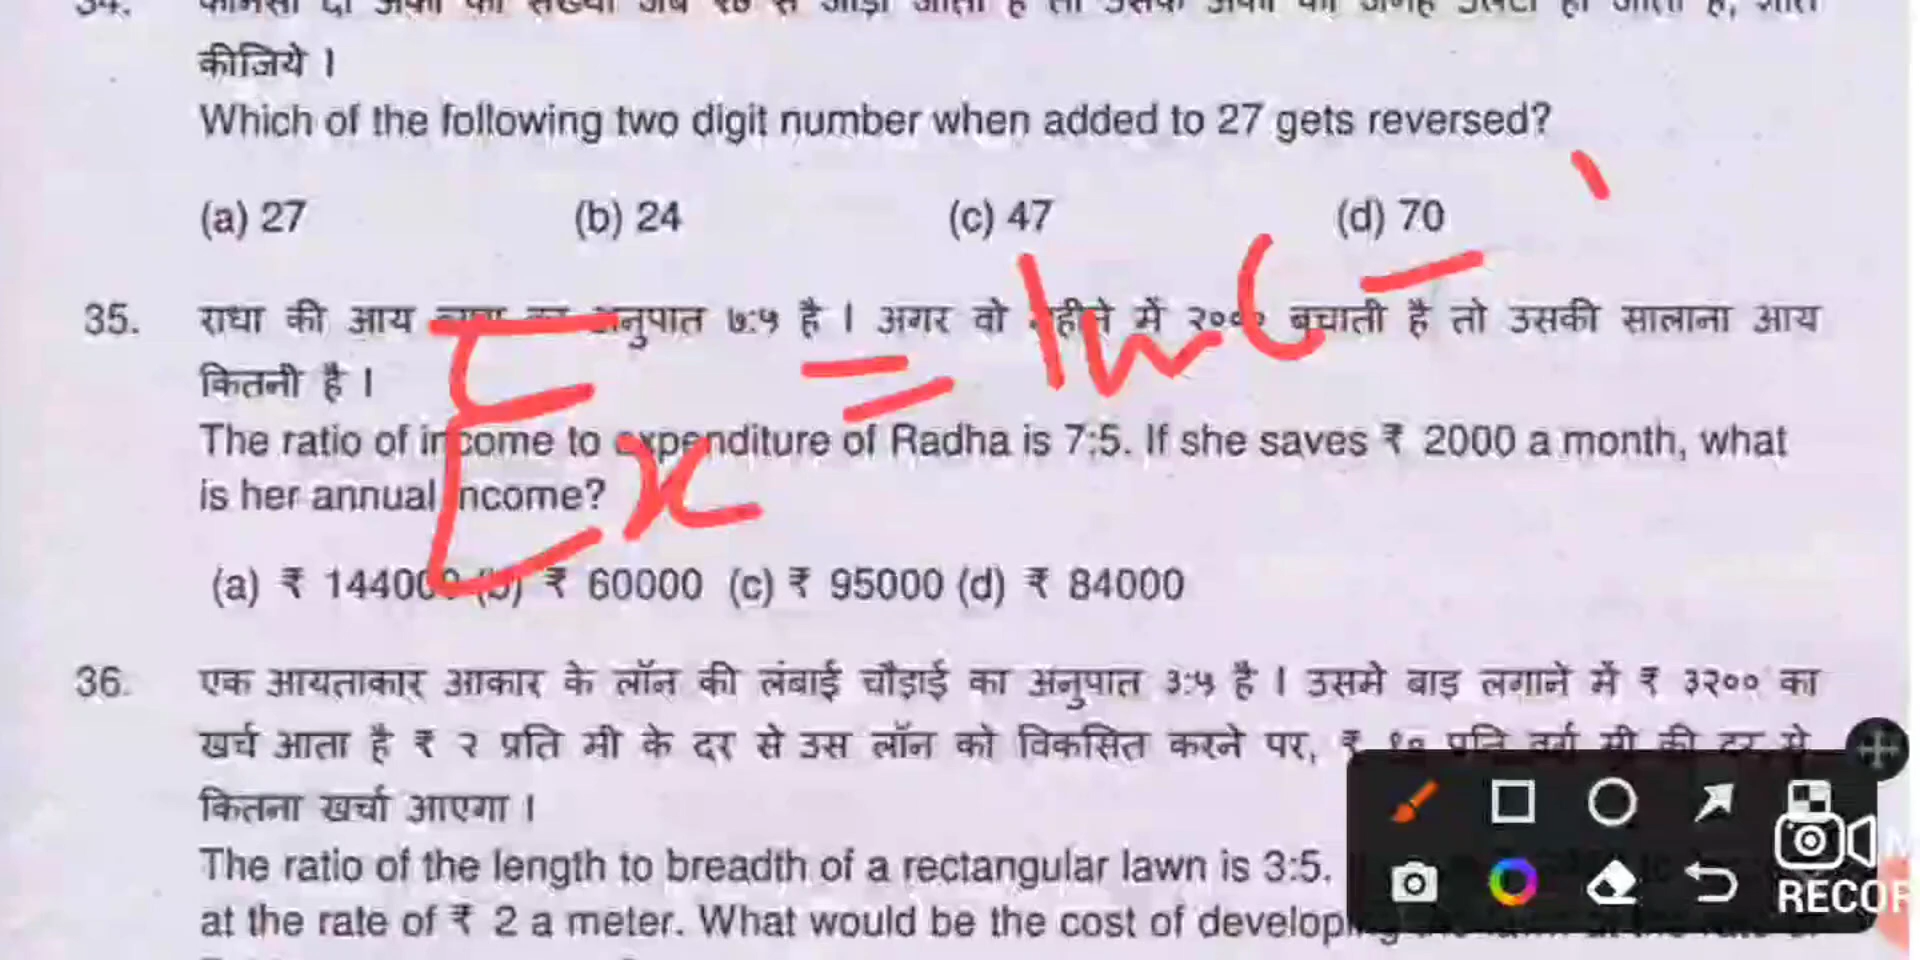 34.
कीजिये ।
Which of the following two digit number when added to 27 gets reversed?
(a) 27 (b) 24 (c) 47 (d) 70
35. राधा की आय का अनुपात ७:५ है । अगर वो में बचाती है तो उसकी सालाना आय
कितनी है ।
The ratio of income to expenditure of Radha is 7:5. If she saves ₹ 2000 a month, what
is her annual income?
(a) ₹ 144000 (b) ₹ 60000 (c) ₹ 95000 (d) ₹ 84000
Ex = Inc -
36. एक आयताकार आकार के लॉन की लंबाई चौड़ाई का अनुपात ३:५ है । उसमे बाड़ लगाने में ₹ ३२०० का
खर्च आता है ₹ २ प्रति मी के दर से उस लॉन को विकसित करने पर, ₹
कितना खर्चा आएगा ।
The ratio of the length to breadth of a rectangular lawn is 3:5.
at the rate of ₹ 2 a meter. What would be the cost of
RECOR